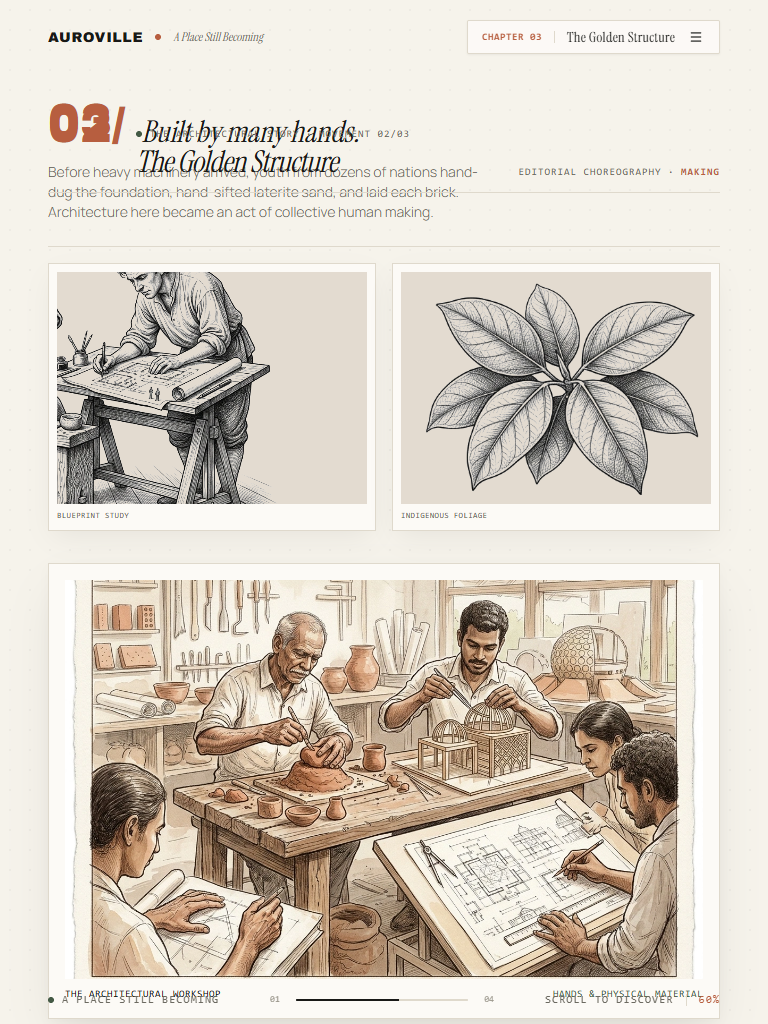 AUROVILLE
A Place Still Becoming
CHAPTER 03
The Golden Structure
Built by many hands.
MOVEMENT 02/03
The Golden Structure
Before heavy machinery arrived, youth from dozens of nations hand-
dug the foundation, hand-sifted laterite sand, and laid each brick.
Architecture here became an act of collective human making.
EDITORIAL CHOREOGRAPHY · MAKING
BLUEPRINT STUDY
INDIGENOUS FOLIAGE
THE ARCHITECTURAL WORKSHOP
HANDS & PHYSICAL MATERIAL
A PLACE STILL BECOMING
01
04
SCROLL TO DISCOVER
60%